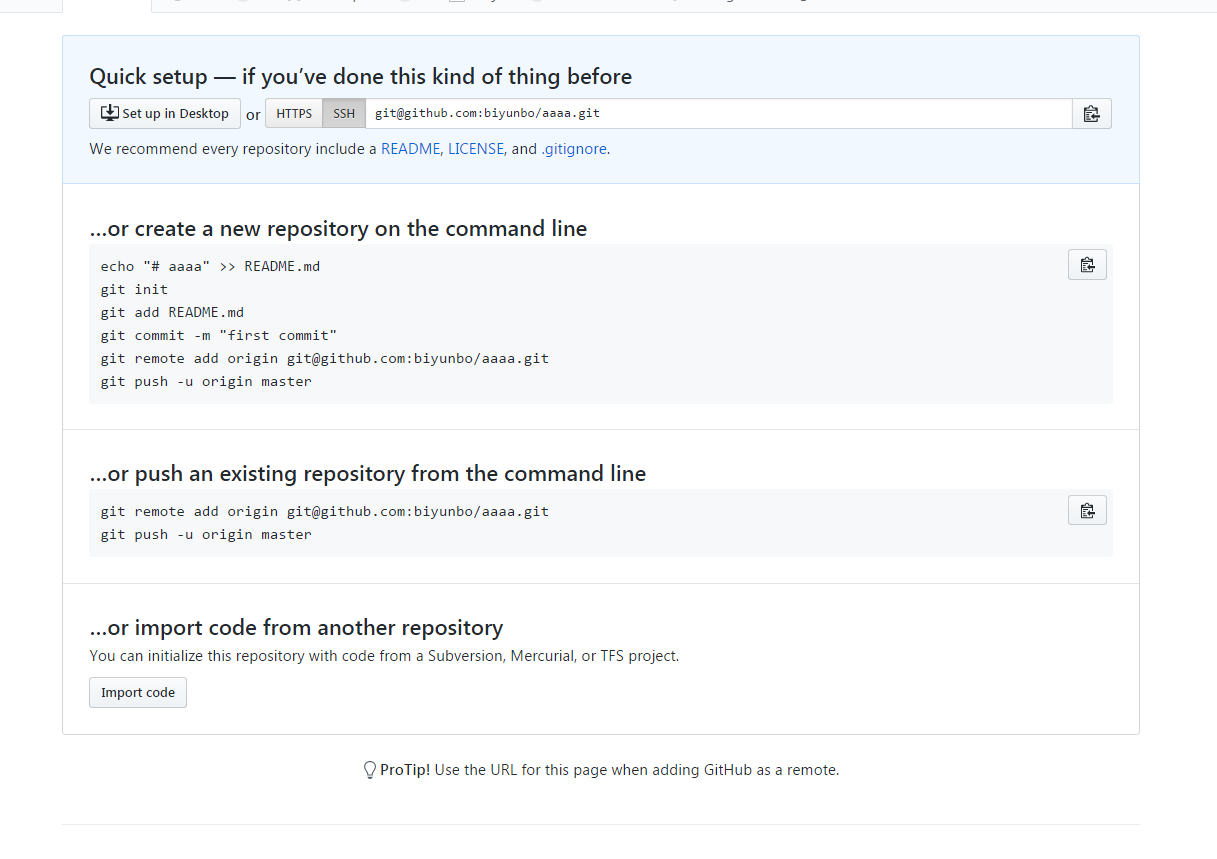 Quick setup — if you've done this kind of thing before
Set up in Desktop or HTTPS SSH git@github.com:biyunbo/aaaa.git
We recommend every repository include a README, LICENSE, and .gitignore.
…or create a new repository on the command line
echo "# aaaa" >> README.md
git init
git add README.md
git commit -m "first commit"
git remote add origin git@github.com:biyunbo/aaaa.git
git push -u origin master
…or push an existing repository from the command line
git remote add origin git@github.com:biyunbo/aaaa.git
git push -u origin master
…or import code from another repository
You can initialize this repository with code from a Subversion, Mercurial, or TFS project.
Import code
ProTip! Use the URL for this page when adding GitHub as a remote.